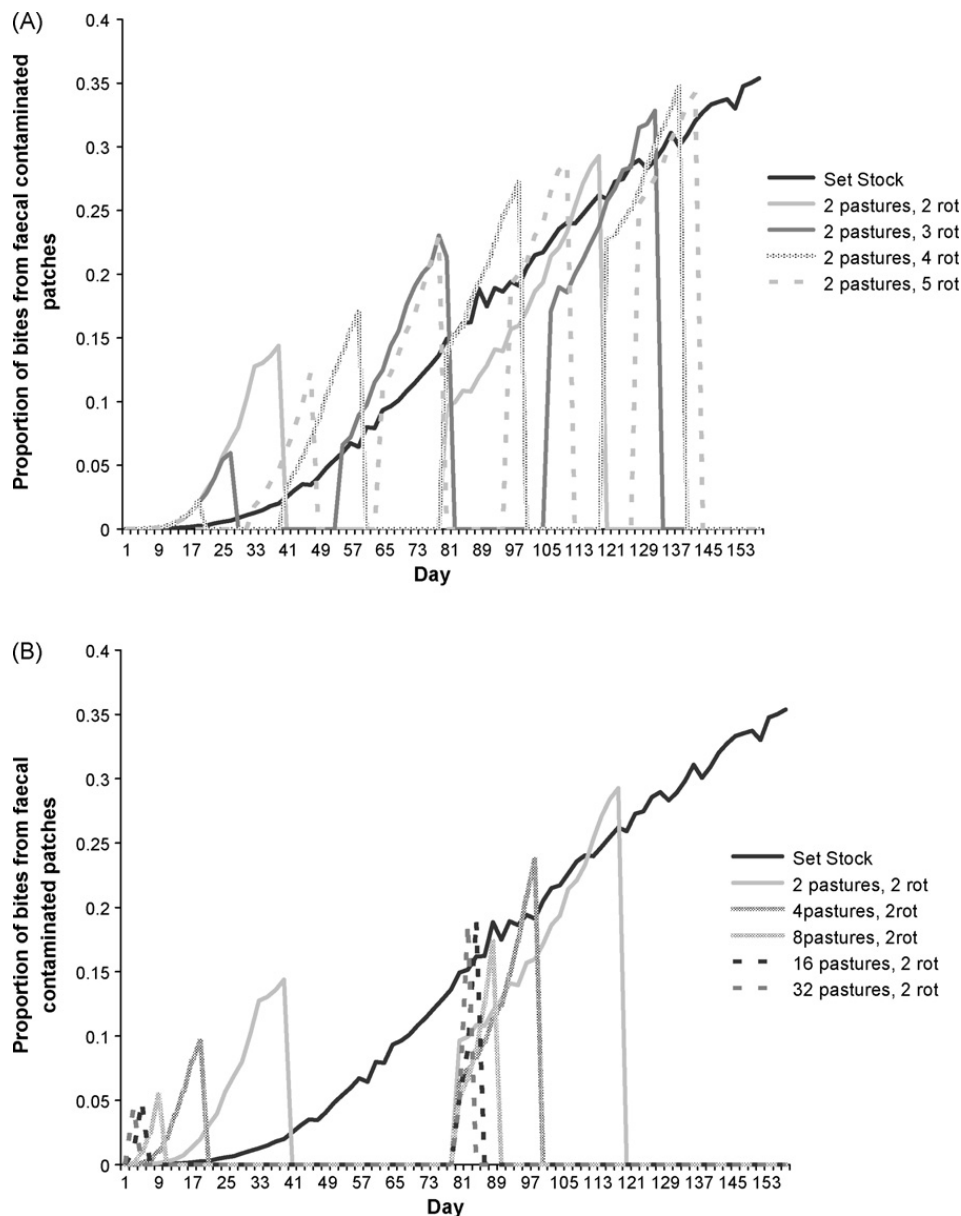 (A)
0.4
0.35
0.3
0.25
0.2
0.15
0.1
0.05
0
Proportion of bites from faecal contaminated
patches
1 9 17 25 33 41 49 57 65 73 81 89 97 105 113 121 129 137 145 153
Day
Set Stock
2 pastures, 2 rot
2 pastures, 3 rot
2 pastures, 4 rot
2 pastures, 5 rot
(B)
0.4
0.35
0.3
0.25
0.2
0.15
0.1
0.05
0
Proportion of bites from faecal
contaminated patches
1 9 17 25 33 41 49 57 65 73 81 89 97 105 113 121 129 137 145 153
Day
Set Stock
2 pastures, 2 rot
4pastures, 2rot
8pastures, 2rot
16 pastures, 2 rot
32 pastures, 2 rot